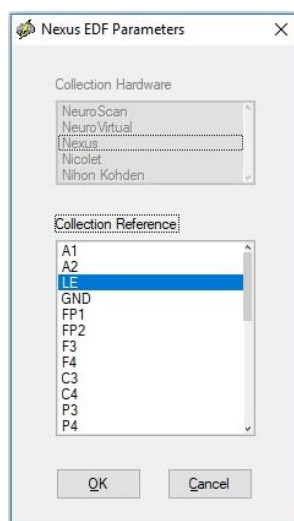 Nexus EDF Parameters
Collection Hardware
NeuroScan
NeuroVirtual
Nexus
Nicolet
Nihon Kohden
Collection Reference
A1
A2
LE
GND
FP1
FP2
F3
F4
C3
C4
P3
P4
OK
Cancel